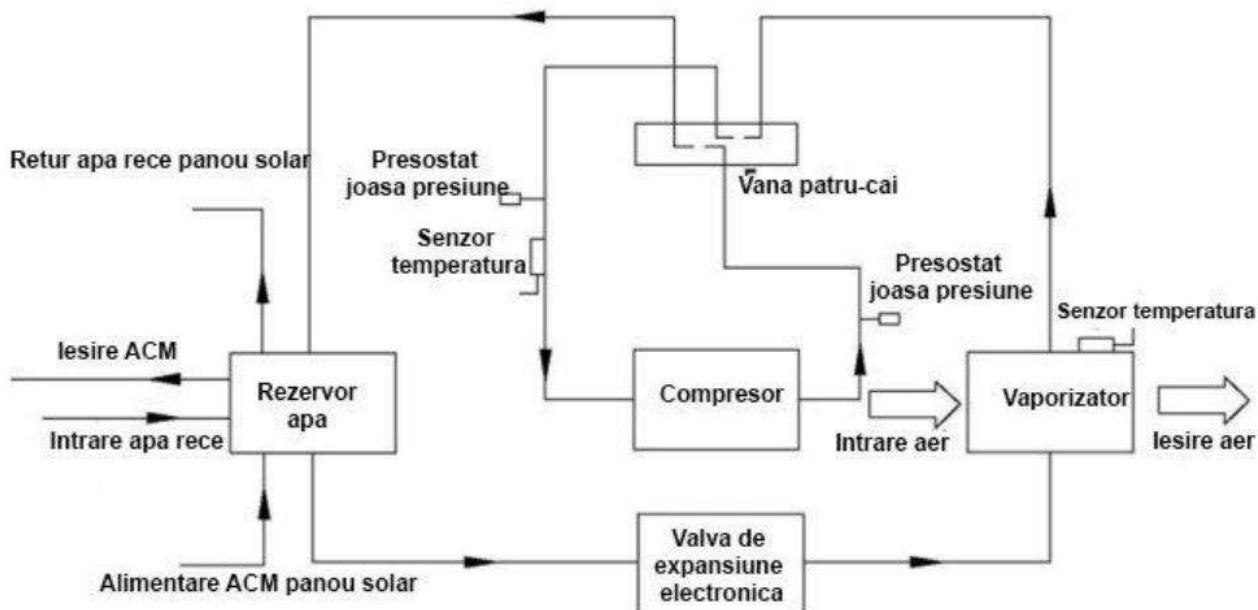 Retur apa rece panou solar
Presostat
joasa presiune
Vana patru-cai
Senzor
temperatura
Presostat
joasa presiune
Senzor temperatura
Iesire ACM
Rezervor
apa
Compresor
Vaporizator
Intrare apa rece
Intrare aer
Iesire aer
Valva de
expansiune
electronica
Alimentare ACM panou solar